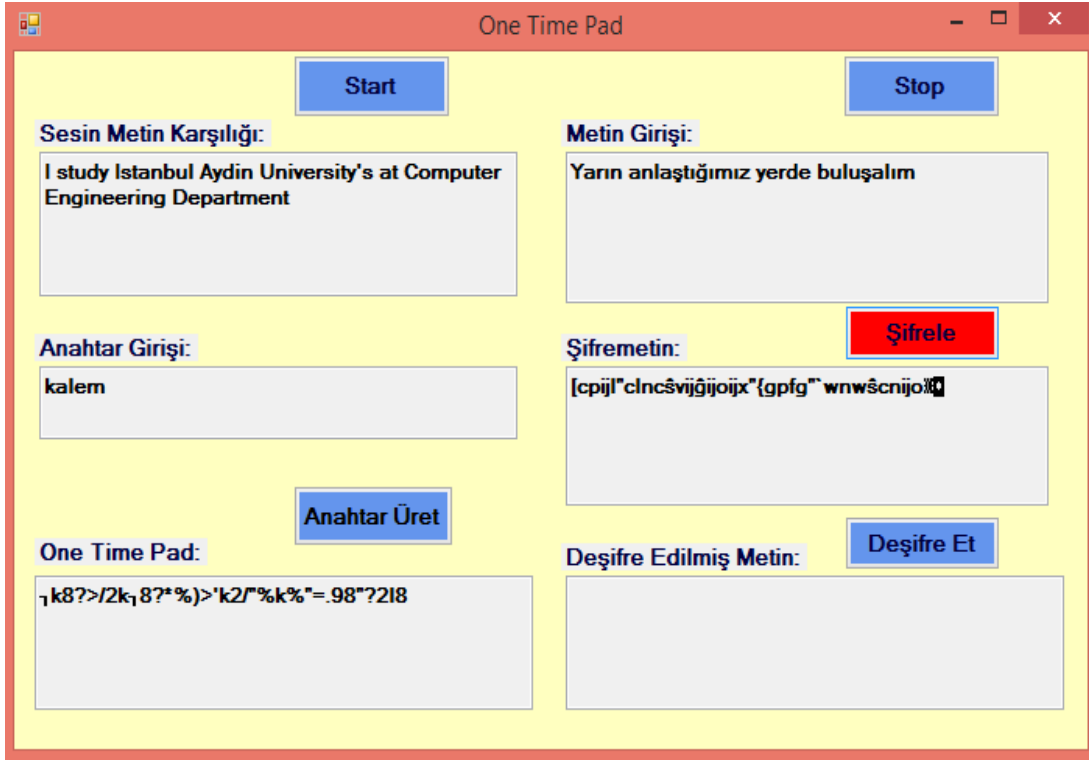 One Time Pad
Start
Stop
Sesin Metin Karşılığı:
I study Istanbul Aydin University's at Computer
Engineering Department
Metin Girişi:
Yarın anlaştığımız yerde buluşalım
Anahtar Girişi:
kalem
Şifrele
Şifremetin:
[cpijl"clncŝvijĝijoijx"{gpfg"`wnwŝcnijo
Anahtar Üret
One Time Pad:
┐k8?>/2k┐8?*%)>'k2/"%k%"=.98"?2l8
Deşifre Et
Deşifre Edilmiş Metin: